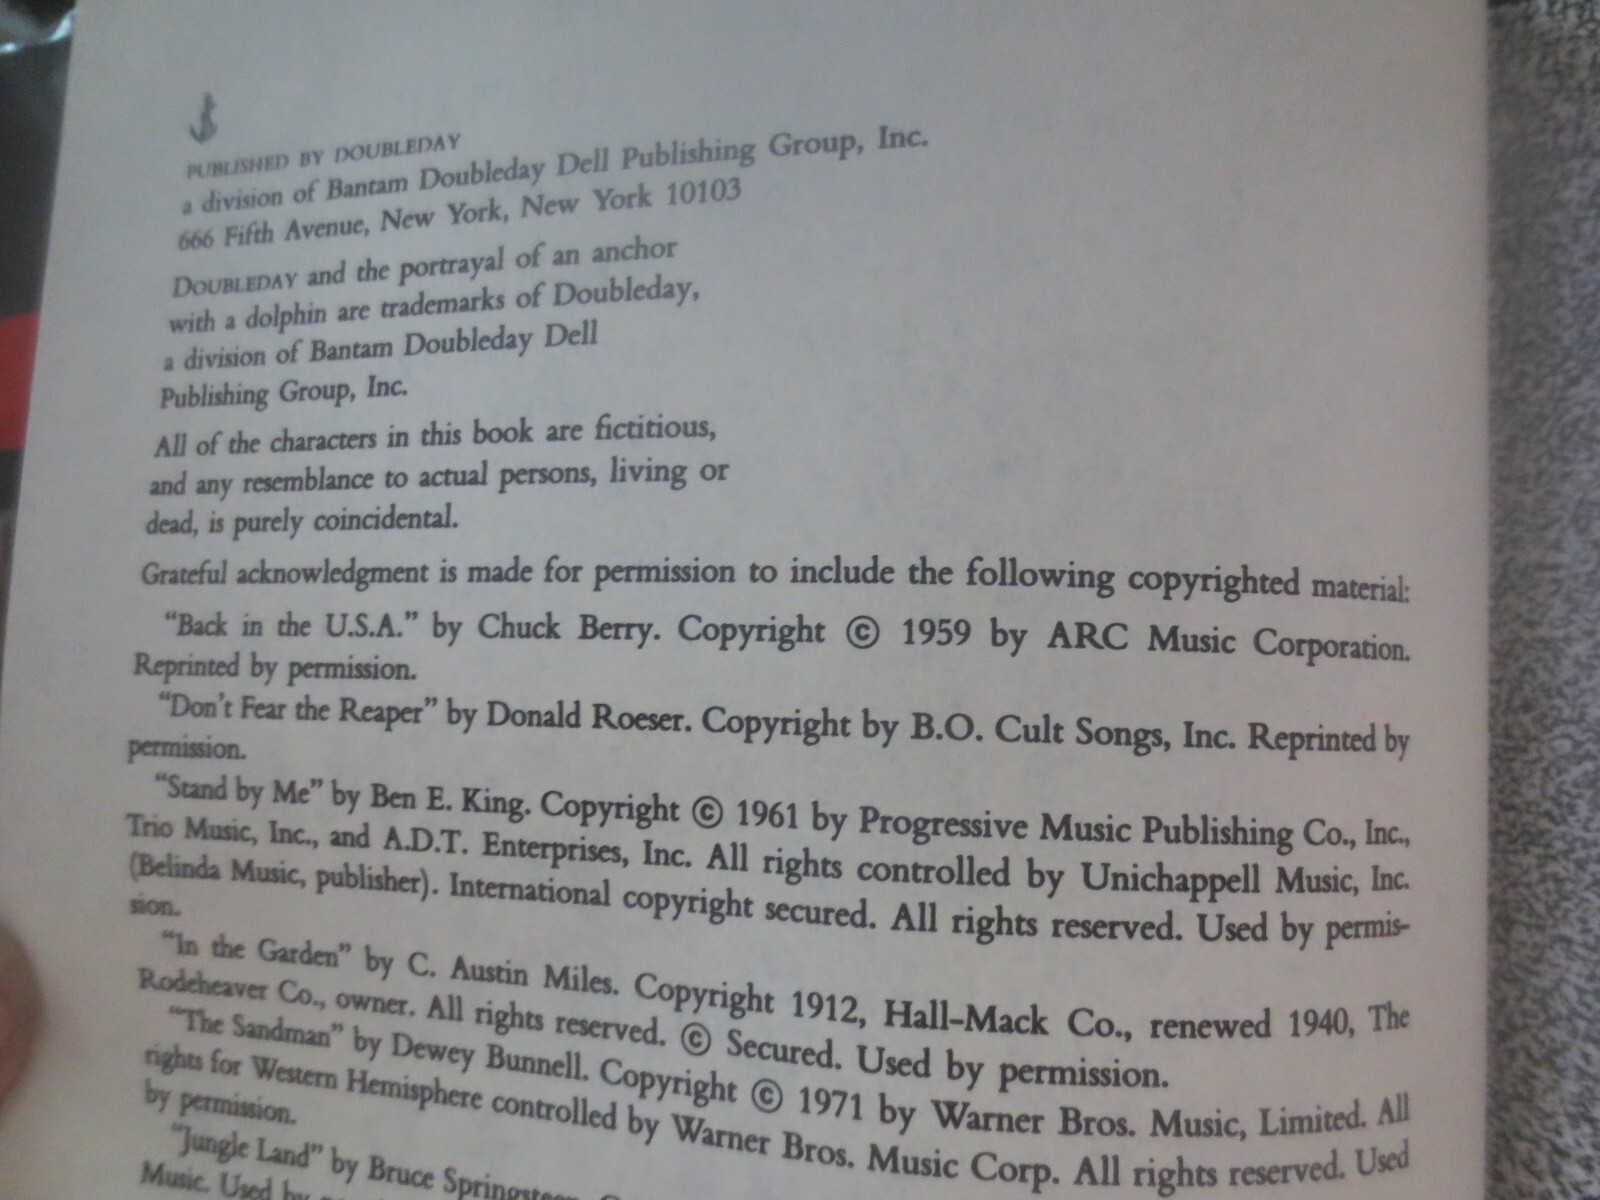 PUBLISHED BY DOUBLEDAY
a division of Bantam Doubleday Dell Publishing Group, Inc.
666 Fifth Avenue, New York, New York 10103
DOUBLEDAY and the portrayal of an anchor
with a dolphin are trademarks of Doubleday,
a division of Bantam Doubleday Dell
Publishing Group, Inc.
All of the characters in this book are fictitious,
and any resemblance to actual persons, living or
dead, is purely coincidental.
Grateful acknowledgment is made for permission to include the following copyrighted material:
“Back in the U.S.A.” by Chuck Berry. Copyright © 1959 by ARC Music Corporation.
Reprinted by permission.
“Don’t Fear the Reaper” by Donald Roeser. Copyright by B.O. Cult Songs, Inc. Reprinted by
permission.
“Stand by Me” by Ben E. King. Copyright © 1961 by Progressive Music Publishing Co., Inc.,
Trio Music, Inc., and A.D.T. Enterprises, Inc. All rights controlled by Unichappell Music, Inc.
(Belinda Music, publisher). International copyright secured. All rights reserved. Used by permis-
sion.
“In the Garden” by C. Austin Miles. Copyright 1912, Hall-Mack Co., renewed 1940, The
Rodeheaver Co., owner. All rights reserved. © Secured. Used by permission.
“The Sandman” by Dewey Bunnell. Copyright © 1971 by Warner Bros. Music, Limited. All
rights for Western Hemisphere controlled by Warner Bros. Music Corp. All rights reserved. Used
by permission.
“Jungle Land” by Bruce Springsteen.
Music. Used by